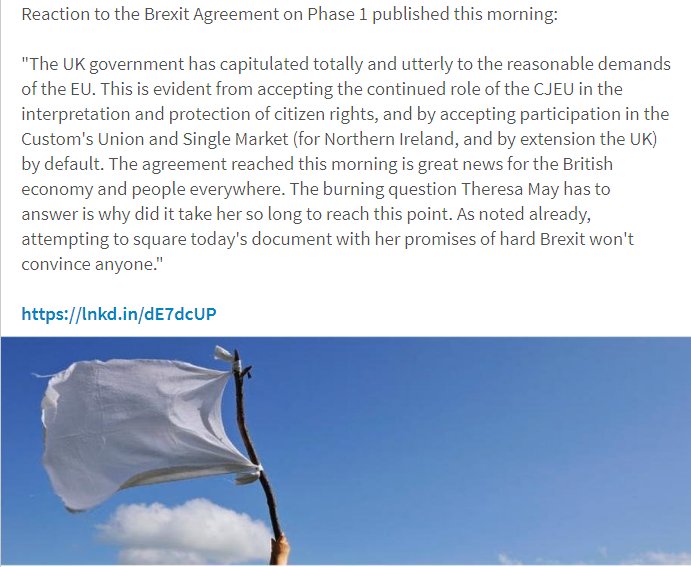 Reaction to the Brexit Agreement on Phase 1 published this morning:
"The UK government has capitulated totally and utterly to the reasonable demands
of the EU. This is evident from accepting the continued role of the CJEU in the
interpretation and protection of citizen rights, and by accepting participation in the
Custom's Union and Single Market (for Northern Ireland, and by extension the UK)
by default. The agreement reached this morning is great news for the British
economy and people everywhere. The burning question Theresa May has to
answer is why did it take her so long to reach this point. As noted already,
attempting to square today's document with her promises of hard Brexit won't
convince anyone."
https://lnkd.in/dE7dcUP